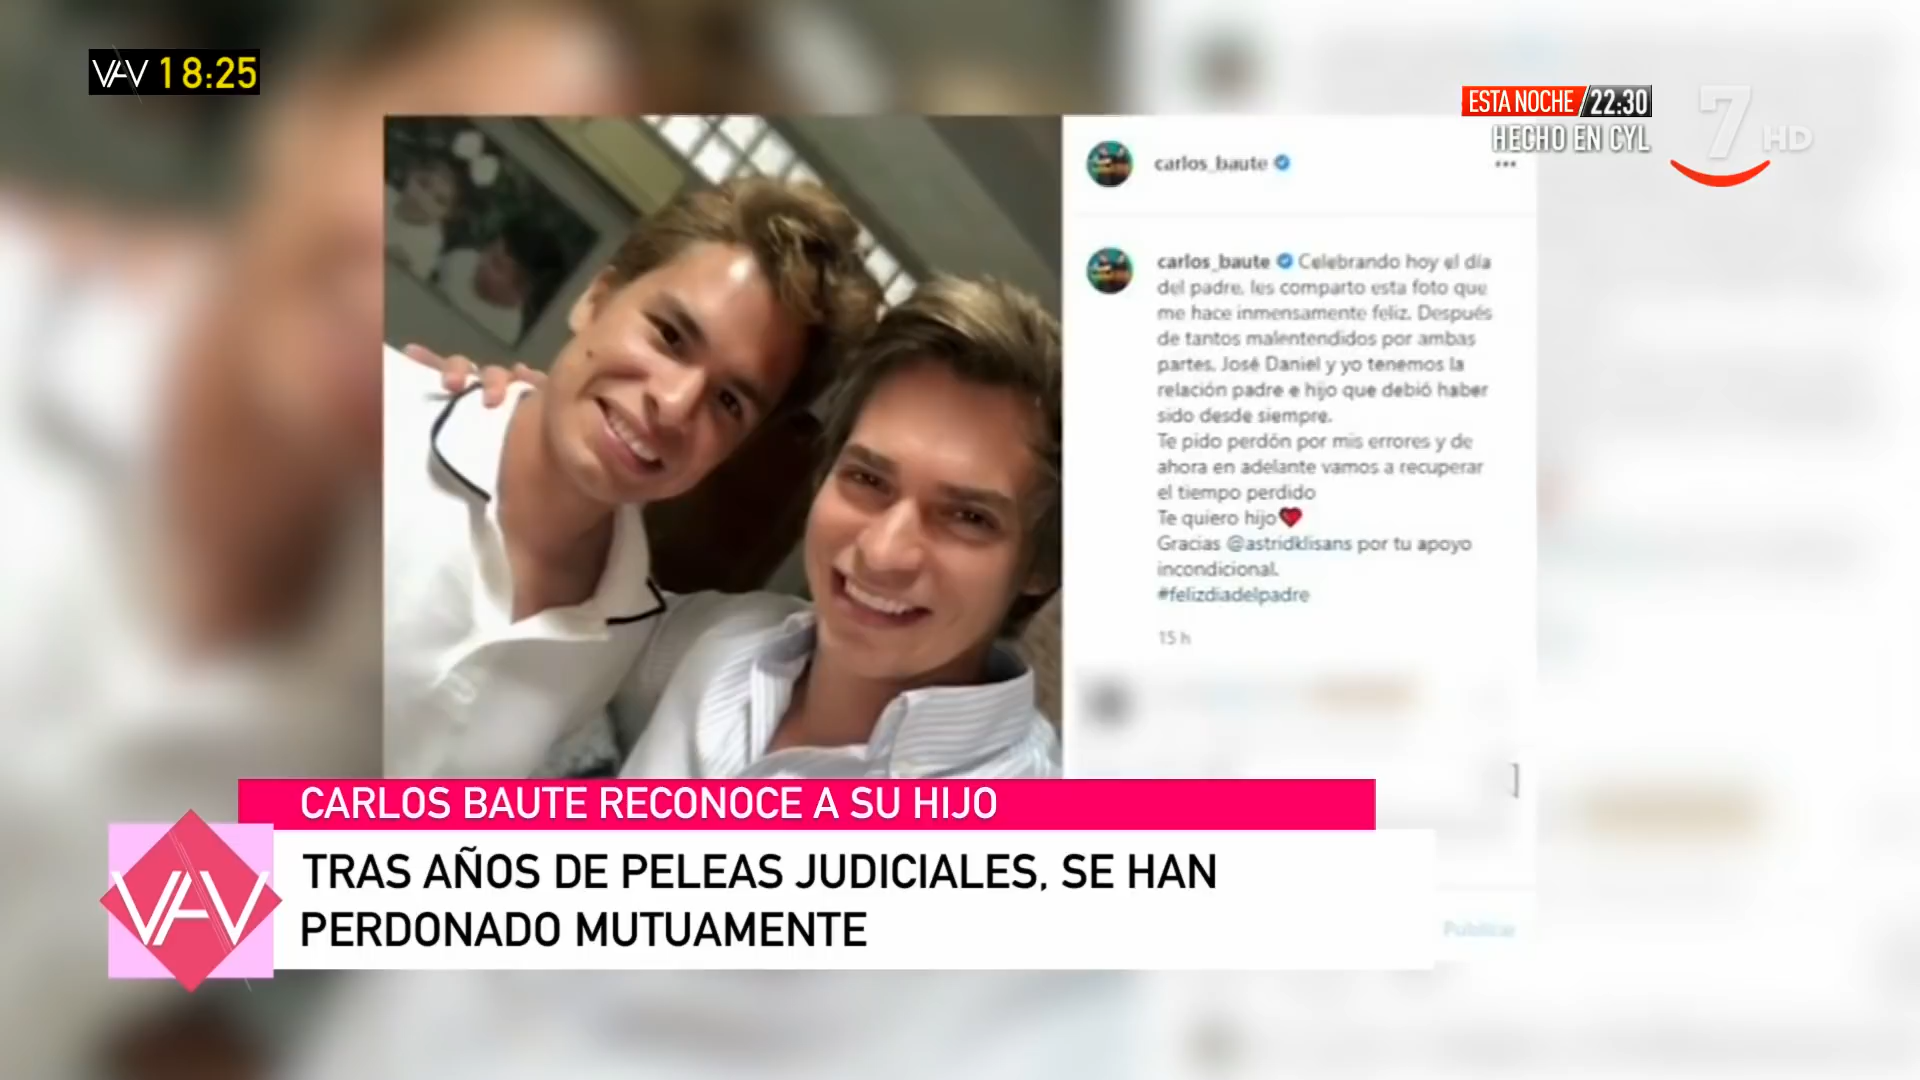 VAV 18:25
ESTA NOCHE 22:30
HECHO EN CYL
7 HD
carlos_baute
carlos_baute Celebrando hoy el día
del padre, les comparto esta foto que
me hace inmensamente feliz. Después
de tantos malentendidos por ambas
partes, José Daniel y yo tenemos la
relación padre e hijo que debió haber
sido desde siempre.
Te pido perdón por mis errores y de
ahora en adelante vamos a recuperar
el tiempo perdido
Te quiero hijo❤
Gracias @astridklisans por tu apoyo
incondicional.
#felizdiadelpadre
15 h
Publicar
CARLOS BAUTE RECONOCE A SU HIJO
VAV
TRAS AÑOS DE PELEAS JUDICIALES, SE HAN
PERDONADO MUTUAMENTE